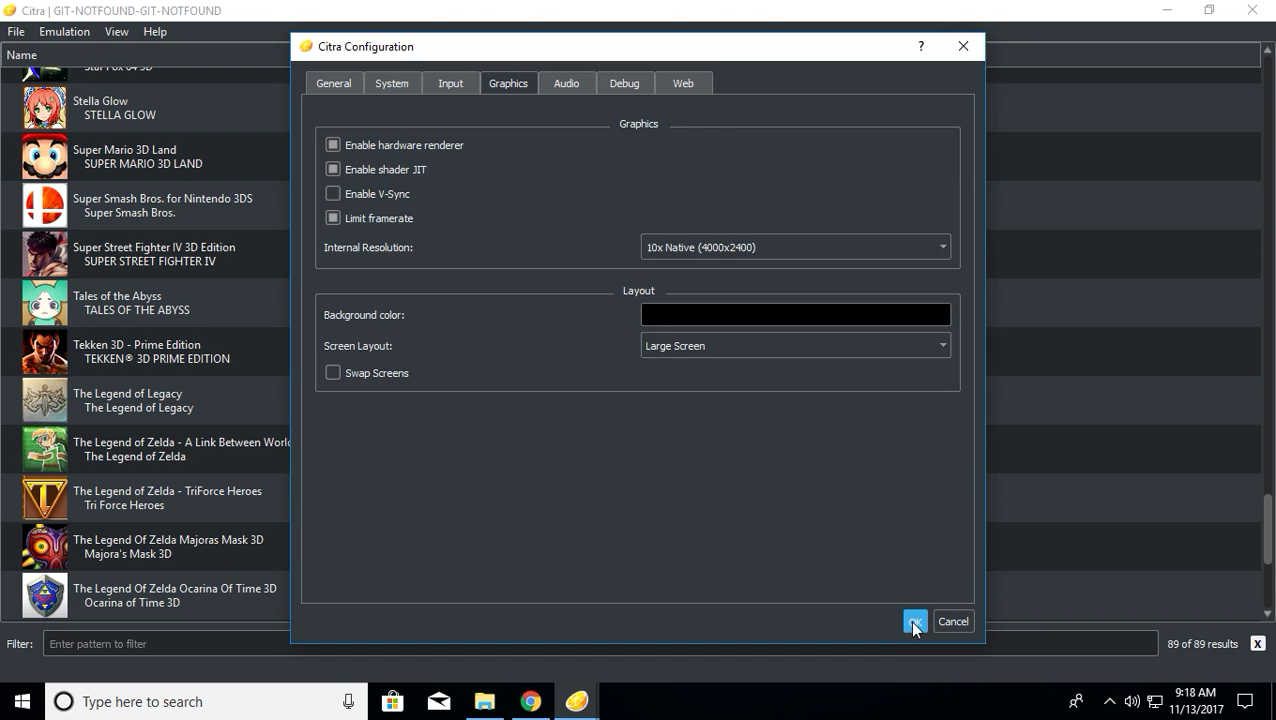 Citra | GIT-NOTFOUND-GIT-NOTFOUND
File Emulation View Help
Name
Star Fox 64 3D
Stella Glow
STELLA GLOW
Super Mario 3D Land
SUPER MARIO 3D LAND
Super Smash Bros. for Nintendo 3DS
Super Smash Bros.
Super Street Fighter IV 3D Edition
SUPER STREET FIGHTER IV
Tales of the Abyss
TALES OF THE ABYSS
Tekken 3D - Prime Edition
TEKKEN® 3D PRIME EDITION
The Legend of Legacy
The Legend of Legacy
The Legend of Zelda - A Link Between Worl
The Legend of Zelda
The Legend of Zelda - TriForce Heroes
Tri Force Heroes
The Legend Of Zelda Majoras Mask 3D
Majora's Mask 3D
The Legend Of Zelda Ocarina Of Time 3D
Ocarina of Time 3D
Citra Configuration
?
General System Input Graphics Audio Debug Web
Graphics
Enable hardware renderer
Enable shader JIT
Enable V-Sync
Limit framerate
Internal Resolution: 10x Native (4000x2400)
Layout
Background color:
Screen Layout: Large Screen
Swap Screens
OK Cancel
Filter: Enter pattern to filter 89 of 89 results X
Type here to search
9:18 AM
11/13/2017